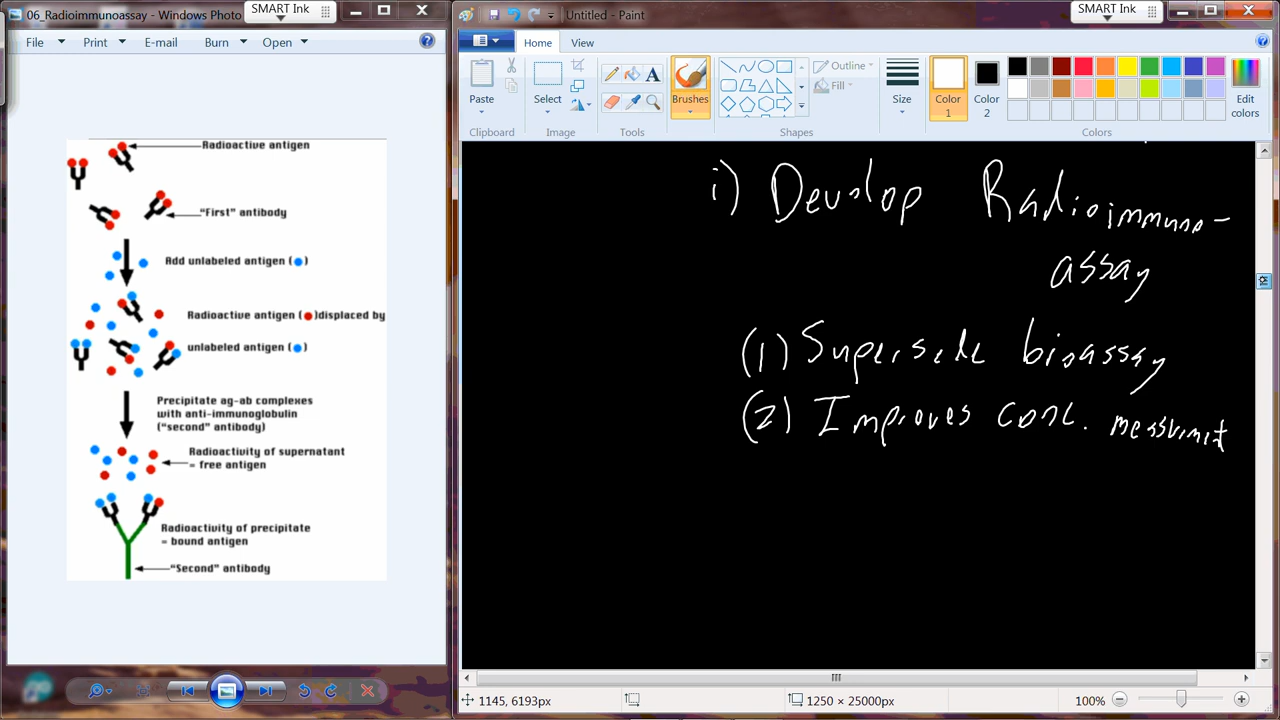 06_Radioimmunoassay - Windows Photo
SMART Ink
File Print E-mail Burn Open
Radioactive antigen
"First" antibody
Add unlabeled antigen ( )
Radioactive antigen ( )displaced by
unlabeled antigen ( )
Precipitate ag-ab complexes
with anti-immunoglobulin
("second" antibody)
Radioactivity of supernatant
= free antigen
Radioactivity of precipitate
= bound antigen
"Second" antibody
Untitled - Paint
SMART Ink
Home View
Paste
Select
Brushes
Outline
Fill
Size
Color
1
Color
2
Edit
colors
Clipboard Image Tools Shapes Colors
i) Develop Radioimmuno-
assay
(1) Supersede bioassay
(2) Improves conc.
1145, 6193px
1250 × 25000px
100%